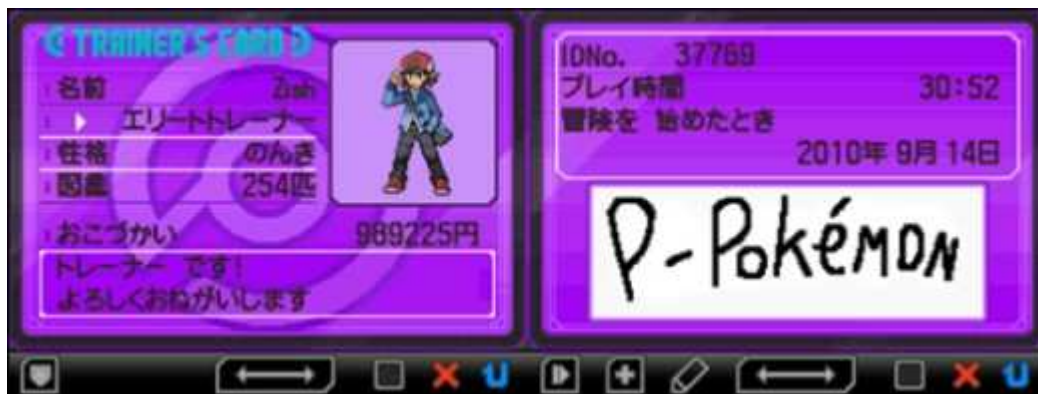 TRAINER'S CARD
名前 Zish
エリートトレーナー
性格 のんき
図鑑 254匹
おこづかい 989225円
トレーナー です!
よろしくおねがいします
IDNo. 37769
プレイ時間 30:52
冒険を 始めたとき
2010年 9月 14日
P-PokéMON